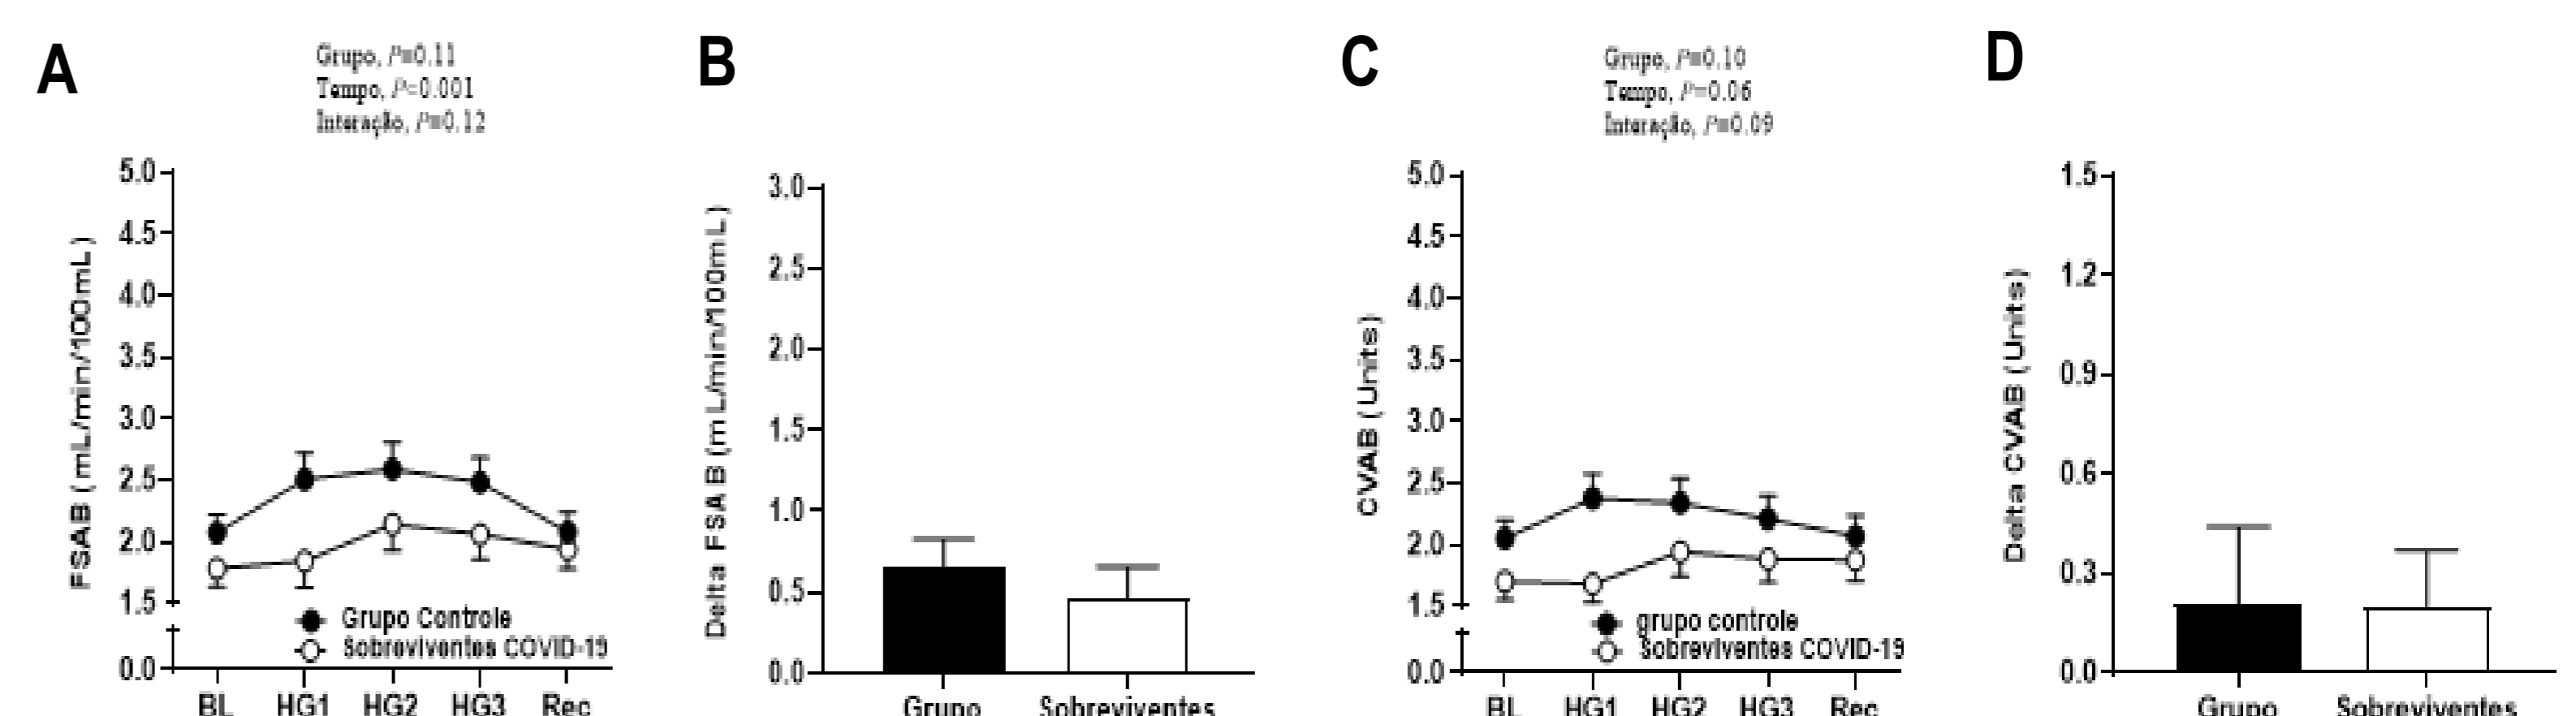 A
Grupo, P=0.11
Tempo, P=0.001
Interação, P=0.12
FSAB (mL/min/100mL)
5.0
4.5
4.0
3.5
3.0
2.5
2.0
1.5
0.0
Grupo Controle
Sobreviventes COVID-19
BL HG1 HG2 HG3 Rec
B
Delta FSAB (mL/min/100mL)
3.0
2.5
2.0
1.5
1.0
0.5
0.0
Grupo Sobreviventes
C
Grupo, P=0.10
Tempo, P=0.06
Interação, P=0.09
CVAB (Units)
5.0
4.5
4.0
3.5
3.0
2.5
2.0
1.5
0.0
grupo controle
Sobreviventes COVID-19
BL HG1 HG2 HG3 Rec
D
Delta CVAB (Units)
1.5
1.2
0.9
0.6
0.3
0.0
Grupo Sobreviventes